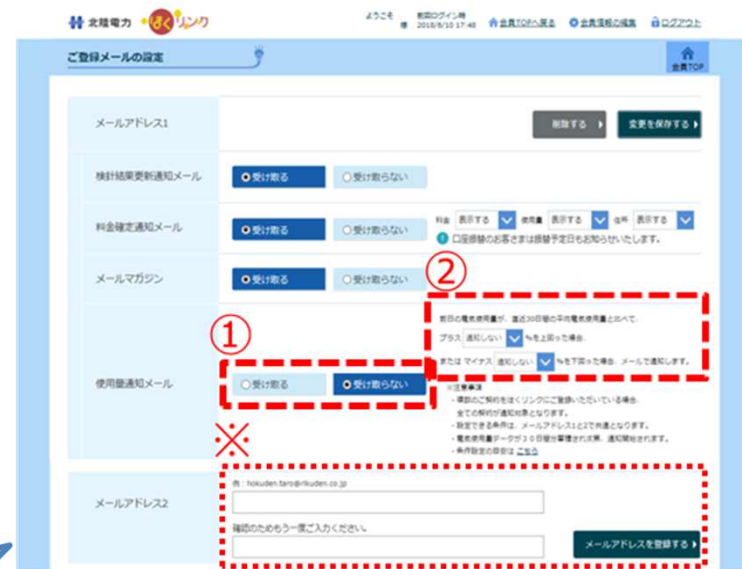 北陸電力 ほくリンク
ようこそ 様 前回ログイン時 2018/8/10 17:48 会員TOPへ戻る 会員情報の編集 ログアウト
ご登録メールの設定
会員TOP
メールアドレス1
削除する
変更を保存する
検針結果更新通知メール
受け取る
受け取らない
料金確定通知メール
受け取る
受け取らない
料金 表示する 使用量 表示する 住所 表示する
口座振替のお客さまは振替予定日もお知らせいたします。
メールマガジン
受け取る
受け取らない
②
①
使用量通知メール
受け取る
受け取らない
前日の電気使用量が、直近30日間の平均電気使用量と比べて、
プラス 通知しない %を上回った場合、
または マイナス 通知しない %を下回った場合、メールで通知します。
※注意事項
・複数のご契約をほくリンクにご登録いただいている場合、
全ての契約が通知対象となります。
・設定できる条件は、メールアドレス1と2で共通となります。
・電気使用量データが30日間分蓄積され次第、通知開始されます。
・条件設定の目安は こちら
※
メールアドレス2
例：hokuden.taro@rikuden.co.jp
確認のためもう一度ご入力ください。
メールアドレスを登録する